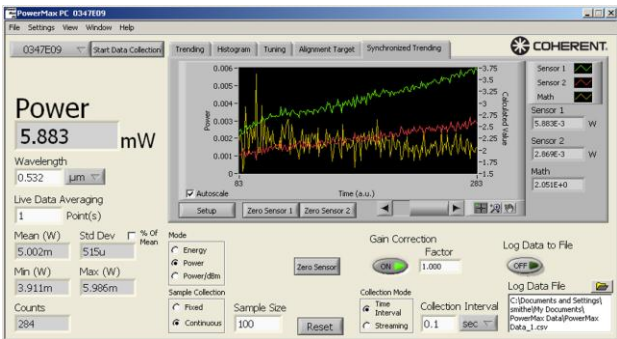 PowerMax PC 0347E09
File Settings View Window Help
0347E09 Start Data Collection
Trending Histogram Tuning Alignment Target Synchronized Trending
COHERENT.
Power
5.883 mW
Wavelength
0.532 µm
Live Data Averaging
1 Point(s)
Mean (W) Std Dev % Of Mean
5.002m 515u
Min (W) Max (W)
3.911m 5.986m
Counts
284
0.006
0.005
0.004
0.003
0.002
0.001
0
Power
3.75
3.5
3.25
3
2.75
2.5
2.25
2
1.75
1.5
Calculated Value
83 Time (a.u.) 283
Autoscale
Setup Zero Sensor 1 Zero Sensor 2
Sensor 1
Sensor 2
Math
Sensor 1
5.883E-3 W
Sensor 2
2.869E-3 W
Math
2.051E+0
Mode
Energy
Power
Power/dBm
Zero Sensor
Gain Correction
Factor
ON 1.000
Log Data to File
OFF
Sample Collection
Fixed
Continuous
Sample Size
100
Reset
Collection Mode
Time Interval
Streaming
Collection Interval
0.1 sec
Log Data File
C:\Documents and Settings\
smithe\My Documents\
PowerMax Data\PowerMax
Data_1.csv